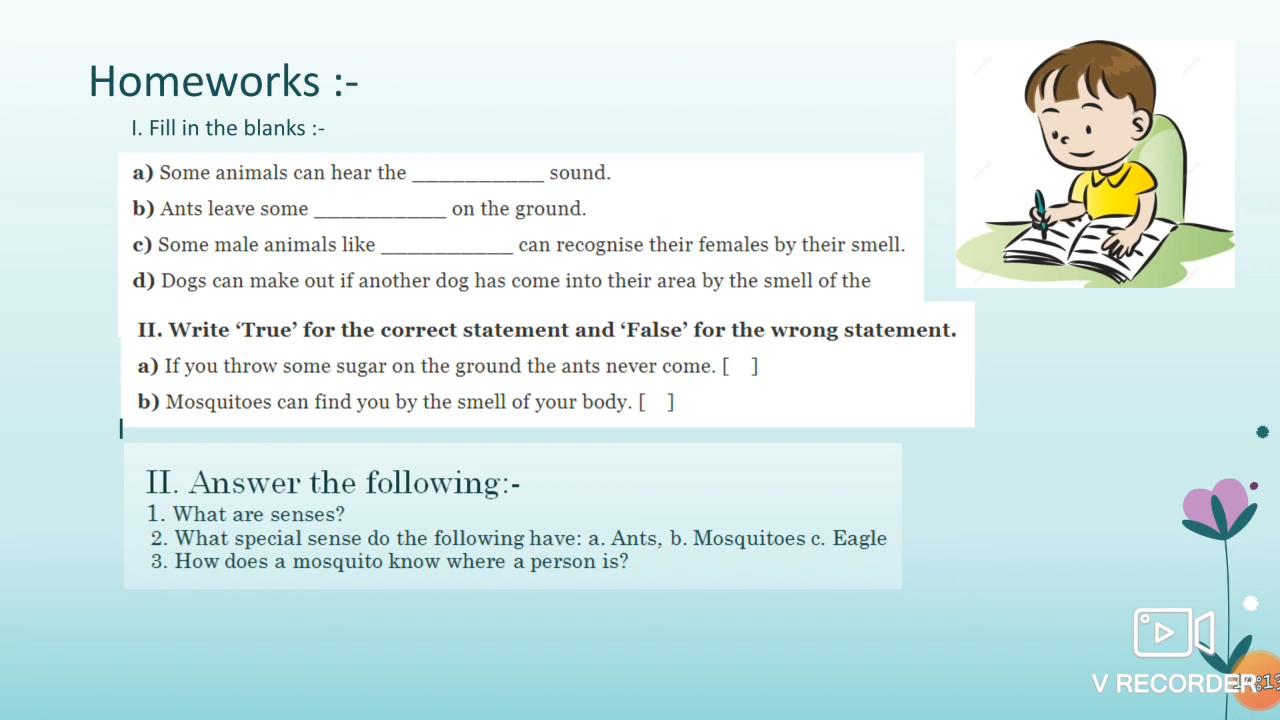 Homeworks :-
I. Fill in the blanks :-
a) Some animals can hear the __________ sound.
b) Ants leave some __________ on the ground.
c) Some male animals like __________ can recognise their females by their smell.
d) Dogs can make out if another dog has come into their area by the smell of the
II. Write ‘True’ for the correct statement and ‘False’ for the wrong statement.
a) If you throw some sugar on the ground the ants never come. [ ]
b) Mosquitoes can find you by the smell of your body. [ ]
II. Answer the following:-
1. What are senses?
2. What special sense do the following have: a. Ants, b. Mosquitoes c. Eagle
3. How does a mosquito know where a person is?
V RECORDER